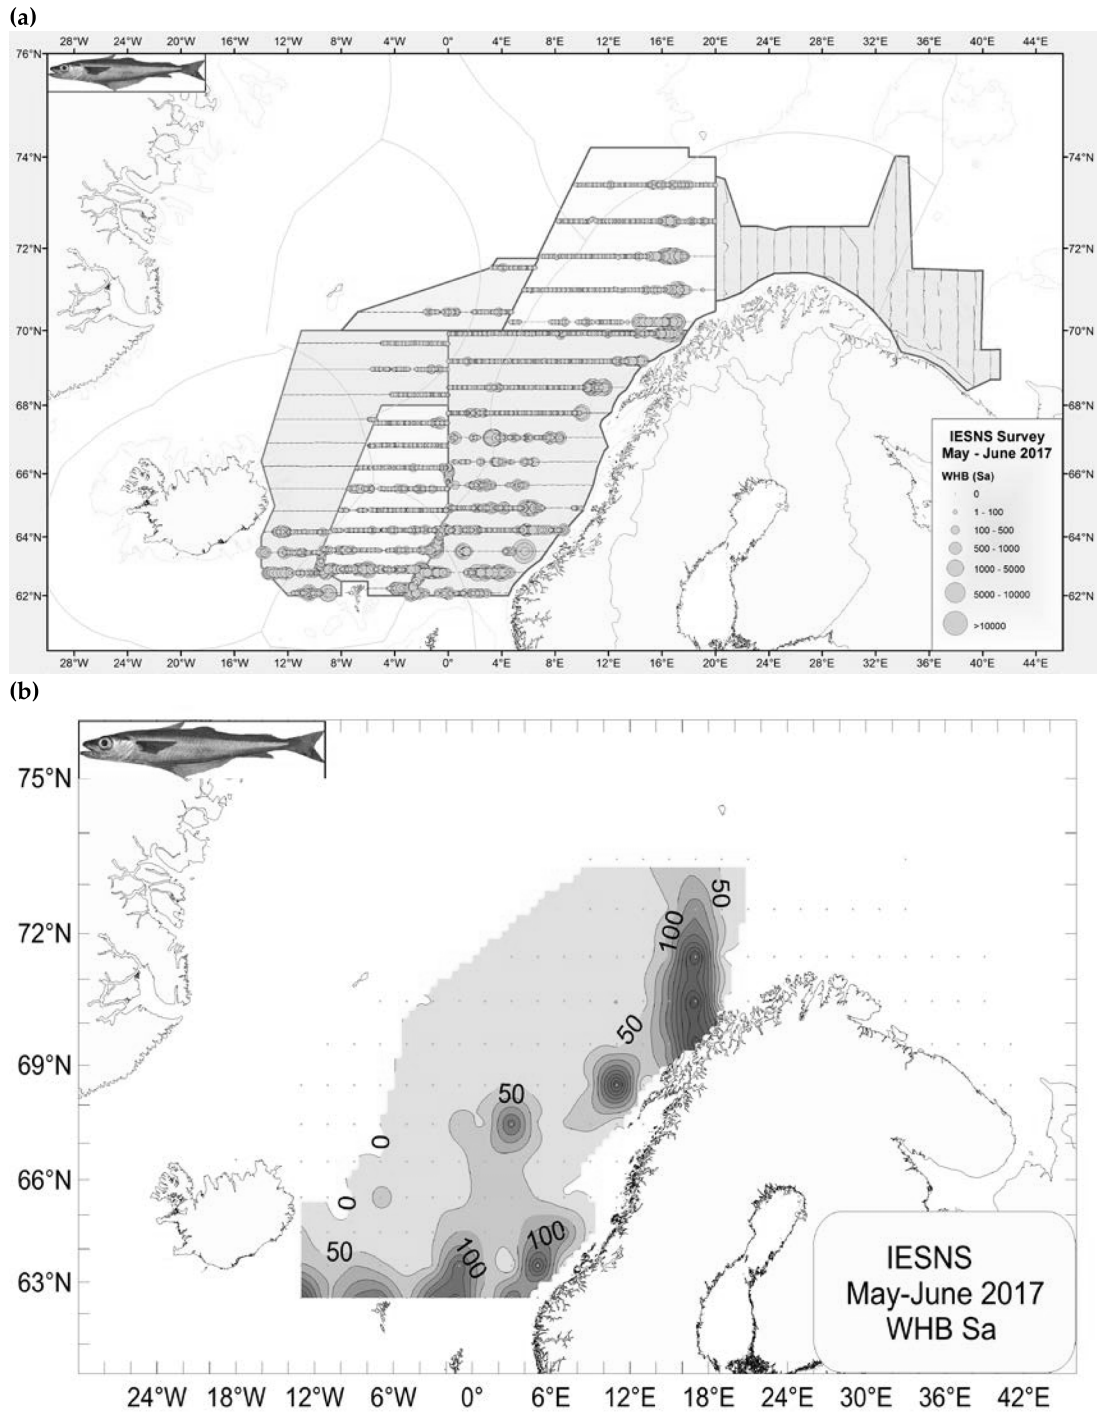 (a)
28°W 24°W 20°W 16°W 12°W 8°W 4°W 0° 4°E 8°E 12°E 16°E 20°E 24°E 28°E 32°E 36°E 40°E 44°E
76°N
74°N 74°N
72°N 72°N
70°N 70°N
68°N 68°N
66°N 66°N
64°N 64°N
62°N 62°N
IESNS Survey
May - June 2017
WHB (Sa)
0
1 - 100
100 - 500
500 - 1000
1000 - 5000
5000 - 10000
>10000
28°W 24°W 20°W 16°W 12°W 8°W 4°W 0° 4°E 8°E 12°E 16°E 20°E 24°E 28°E 32°E 36°E 40°E 44°E
(b)
75°N
72°N
69°N
66°N
63°N
50
100
50
50
0
0
50
100
100
IESNS
May-June 2017
WHB Sa
24°W 18°W 12°W 6°W 0° 6°E 12°E 18°E 24°E 30°E 36°E 42°E